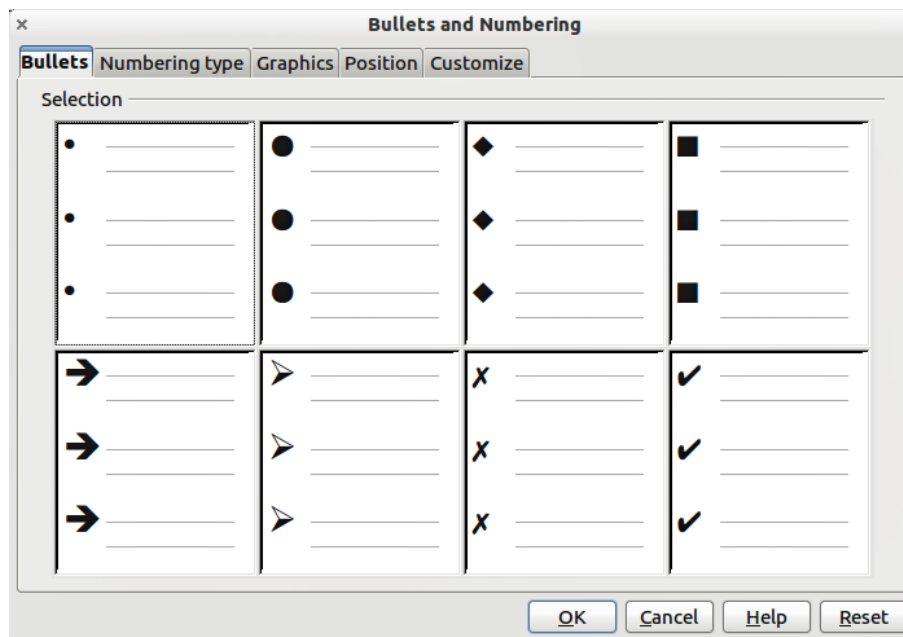 Bullets and Numbering
Bullets Numbering type Graphics Position Customize
Selection
OK Cancel Help Reset